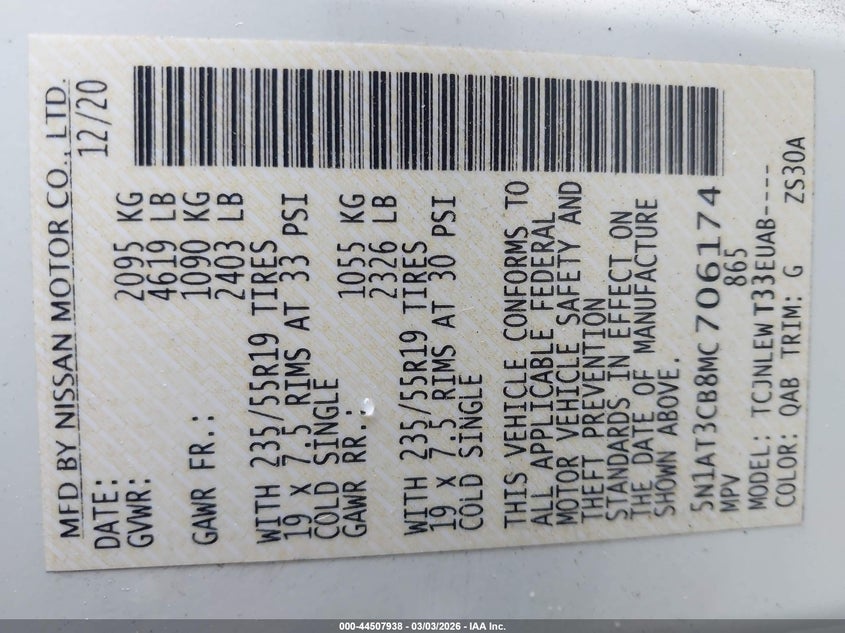 MFD BY NISSAN MOTOR CO., LTD.
DATE: 12/20
GVWR: 2095 KG
4619 LB
GAWR FR.: 1090 KG
2403 LB
WITH 235/55R19 TIRES
19 X 7.5 RIMS AT 33 PSI
COLD SINGLE
GAWR RR.: 1055 KG
2326 LB
WITH 235/55R19 TIRES
19 X 7.5 RIMS AT 30 PSI
COLD SINGLE
THIS VEHICLE CONFORMS TO
ALL APPLICABLE FEDERAL
MOTOR VEHICLE SAFETY AND
THEFT PREVENTION
STANDARDS IN EFFECT ON
THE DATE OF MANUFACTURE
SHOWN ABOVE.
5N1AT3CB8MC706174
MPV 865
MODEL: TCJNLEWT33EUAB----
COLOR: QAB TRIM: G ZS30A
000-44507938 - 03/03/2026 - IAA Inc.